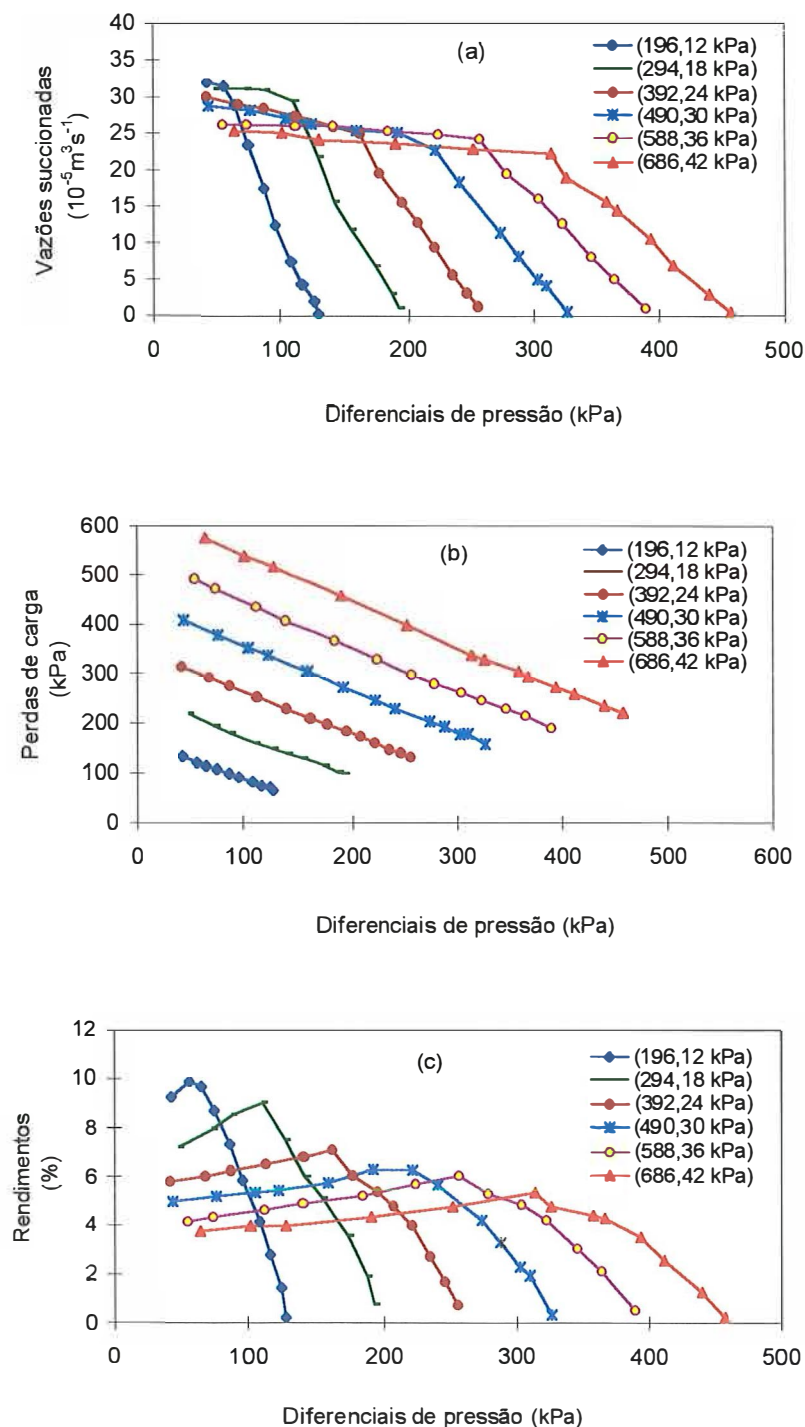 (a)
Vazões succionadas
(10⁻⁵m³s⁻¹)
40
35
30
25
20
15
10
5
0
(196,12 kPa)
(294,18 kPa)
(392,24 kPa)
(490,30 kPa)
(588,36 kPa)
(686,42 kPa)
0 100 200 300 400 500
Diferenciais de pressão (kPa)
(b)
Perdas de carga
(kPa)
600
500
400
300
200
100
0
(196,12 kPa)
(294,18 kPa)
(392,24 kPa)
(490,30 kPa)
(588,36 kPa)
(686,42 kPa)
0 100 200 300 400 500 600
Diferenciais de pressão (kPa)
(c)
Rendimentos
(%)
12
10
8
6
4
2
0
(196,12 kPa)
(294,18 kPa)
(392,24 kPa)
(490,30 kPa)
(588,36 kPa)
(686,42 kPa)
0 100 200 300 400 500
Diferenciais de pressão (kPa)